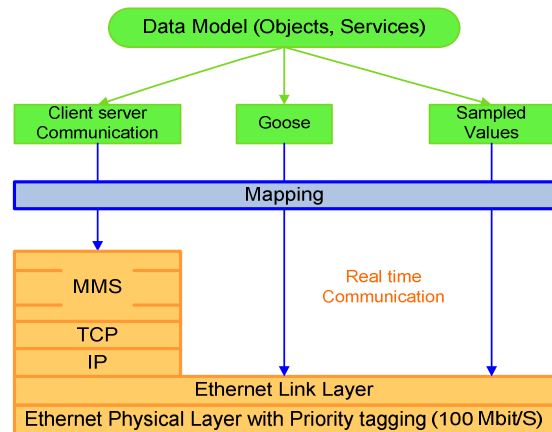 Data Model (Objects, Services)
Client server
Communication
Goose
Sampled
Values
Mapping
MMS
Real time
Communication
TCP
IP
Ethernet Link Layer
Ethernet Physical Layer with Priority tagging (100 Mbit/S)